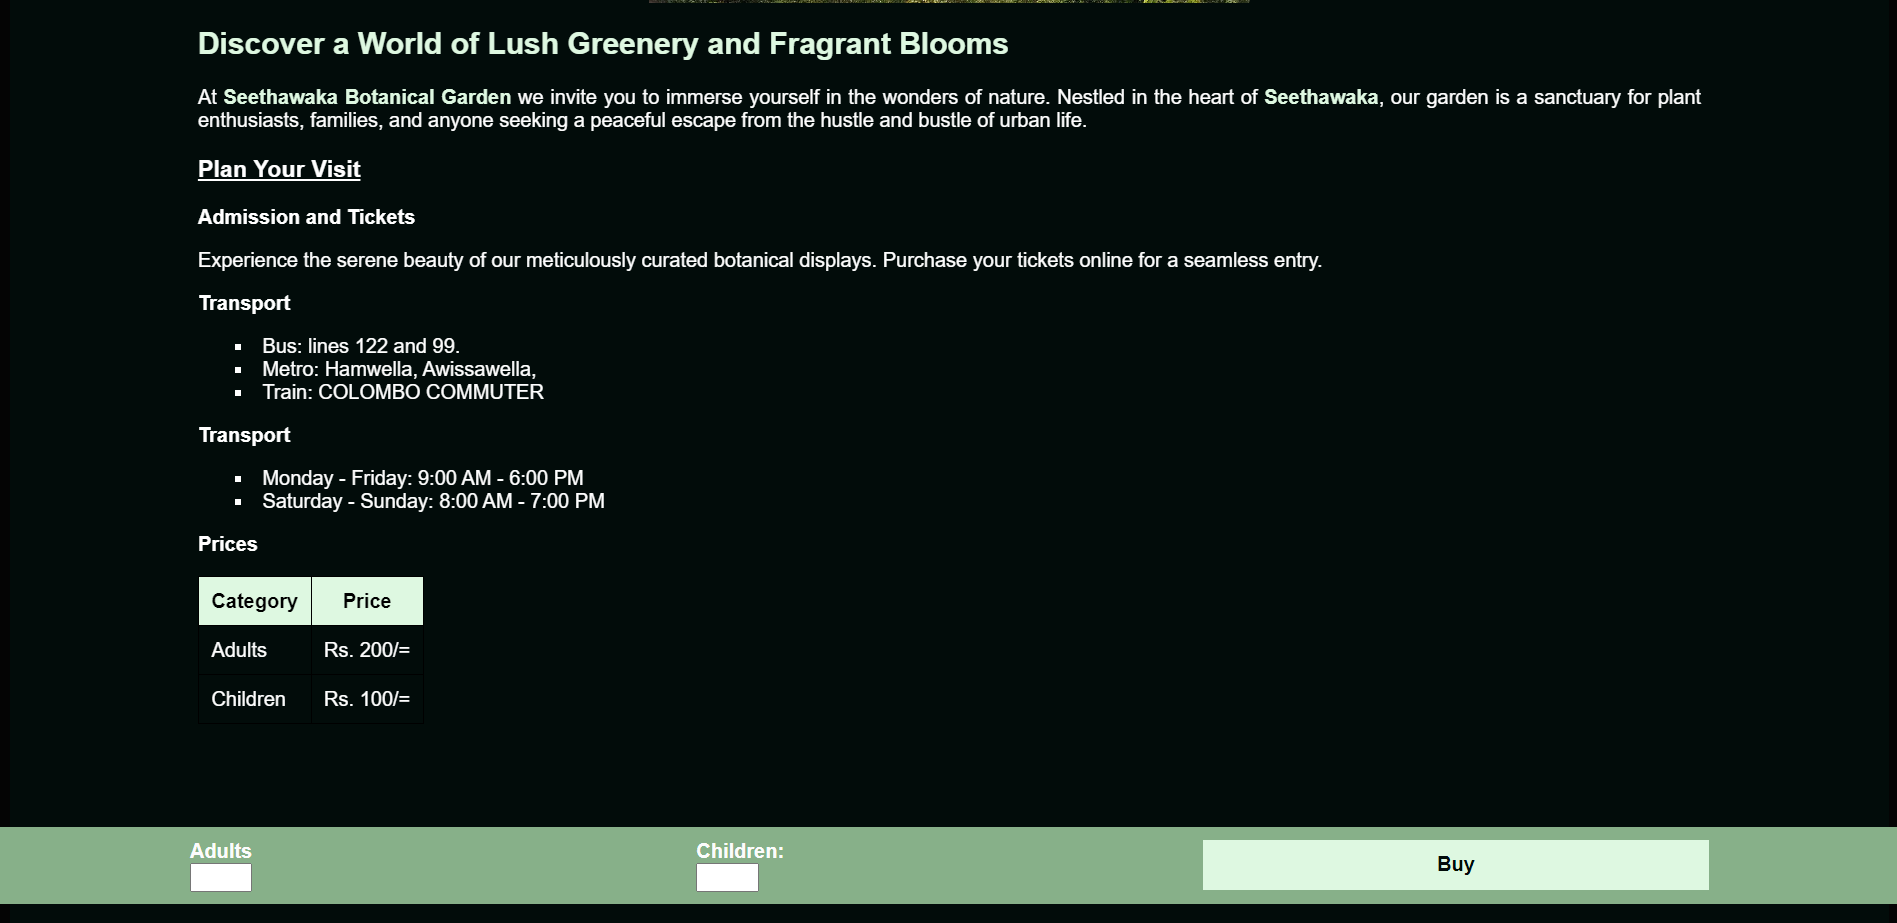 Discover a World of Lush Greenery and Fragrant Blooms
At Seethawaka Botanical Garden we invite you to immerse yourself in the wonders of nature. Nestled in the heart of Seethawaka, our garden is a sanctuary for plant
enthusiasts, families, and anyone seeking a peaceful escape from the hustle and bustle of urban life.
Plan Your Visit
Admission and Tickets
Experience the serene beauty of our meticulously curated botanical displays. Purchase your tickets online for a seamless entry.
Transport
▪ Bus: lines 122 and 99.
▪ Metro: Hamwella, Awissawella,
▪ Train: COLOMBO COMMUTER
Transport
▪ Monday - Friday: 9:00 AM - 6:00 PM
▪ Saturday - Sunday: 8:00 AM - 7:00 PM
Prices
Category Price
Adults Rs. 200/=
Children Rs. 100/=
Adults Children: Buy